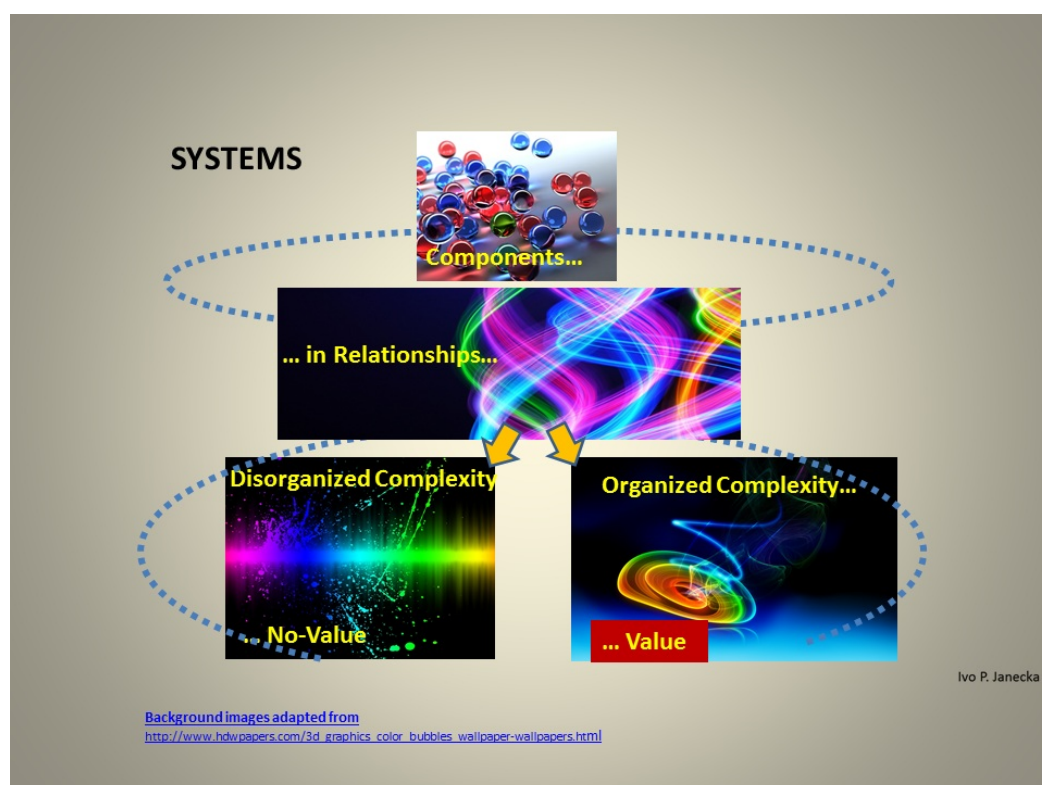 SYSTEMS
Components…
… in Relationships…
Disorganized Complexity
Organized Complexity…
… No-Value
… Value
Ivo P. Janecka
Background images adapted from
http://www.hdwpapers.com/3d_graphics_color_bubbles_wallpaper-wallpapers.html